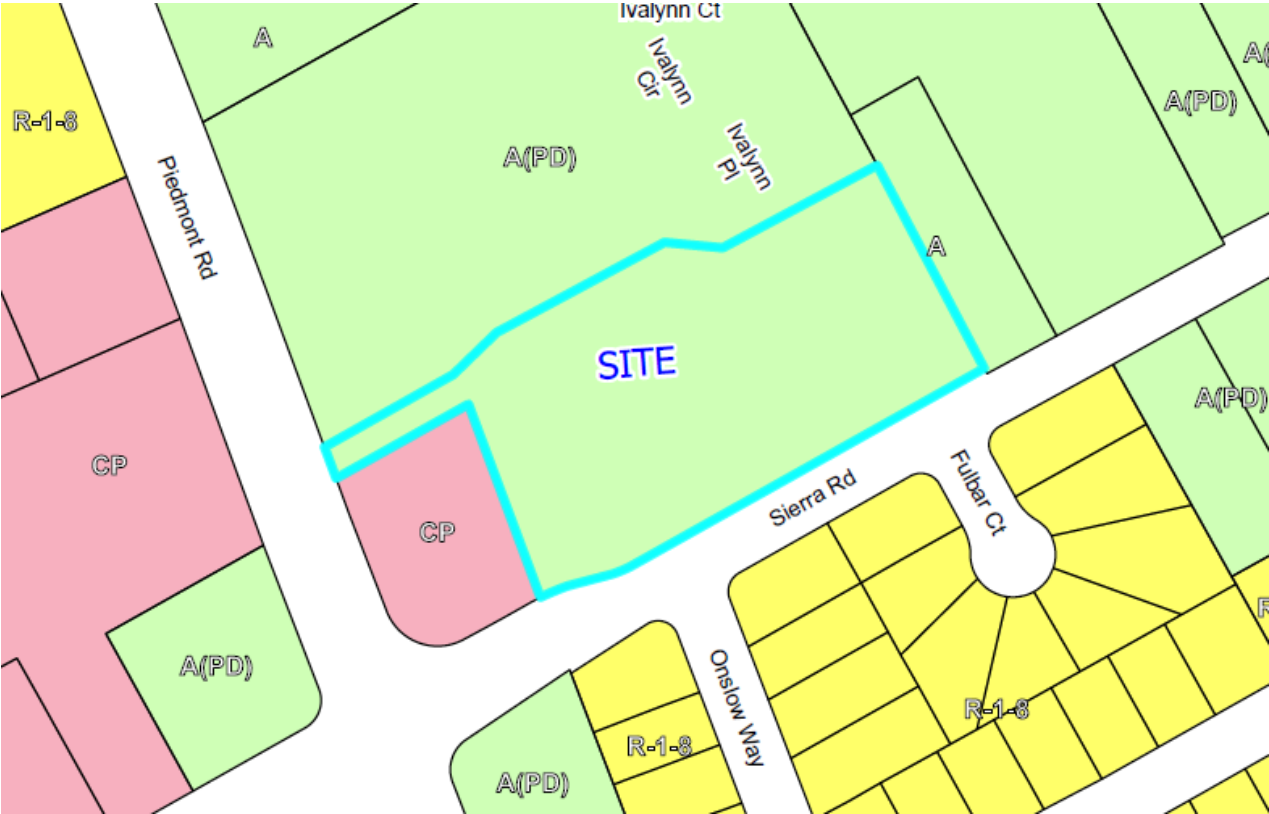 Ivalynn Ct
A
Ivalynn
Cir
A(
A(PD)
R-1-8
A(PD)
Ivalynn
Pl
Piedmont Rd
A
SITE
A(PD)
CP
Sierra Rd
Fulbar Ct
CP
R
A(PD)
Onslow Way
R-1-8
R-1-8
A(PD)